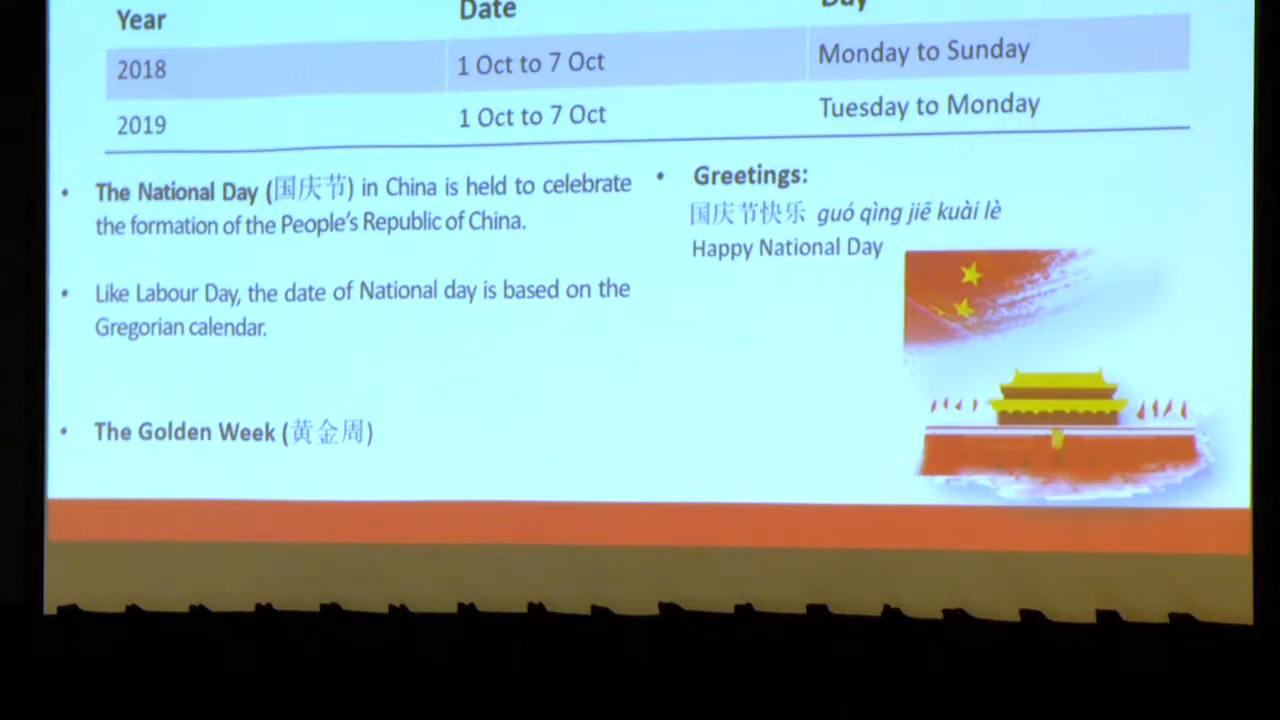 Year Date Day
2018 1 Oct to 7 Oct Monday to Sunday
2019 1 Oct to 7 Oct Tuesday to Monday
• The National Day (国庆节) in China is held to celebrate
the formation of the People's Republic of China.
• Like Labour Day, the date of National day is based on the
Gregorian calendar.
• The Golden Week (黄金周)
• Greetings:
国庆节快乐 guó qìng jiē kuài lè
Happy National Day